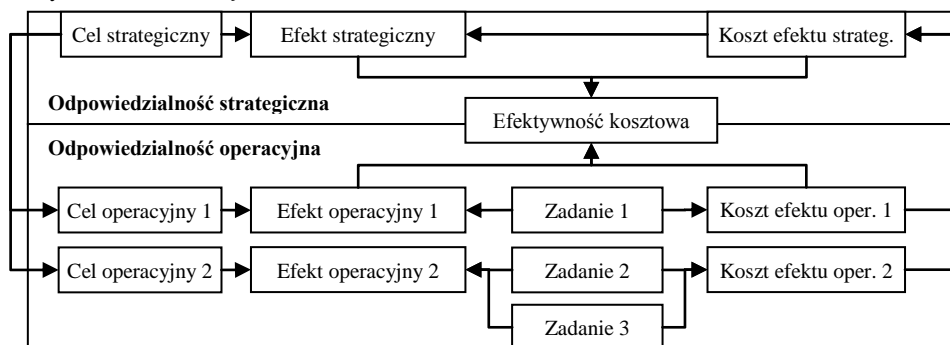 Cel strategiczny Efekt strategiczny Koszt efektu strateg.
Odpowiedzialność strategiczna
Efektywność kosztowa
Odpowiedzialność operacyjna
Cel operacyjny 1 Efekt operacyjny 1 Zadanie 1 Koszt efektu oper. 1
Cel operacyjny 2 Efekt operacyjny 2 Zadanie 2 Koszt efektu oper. 2
Zadanie 3